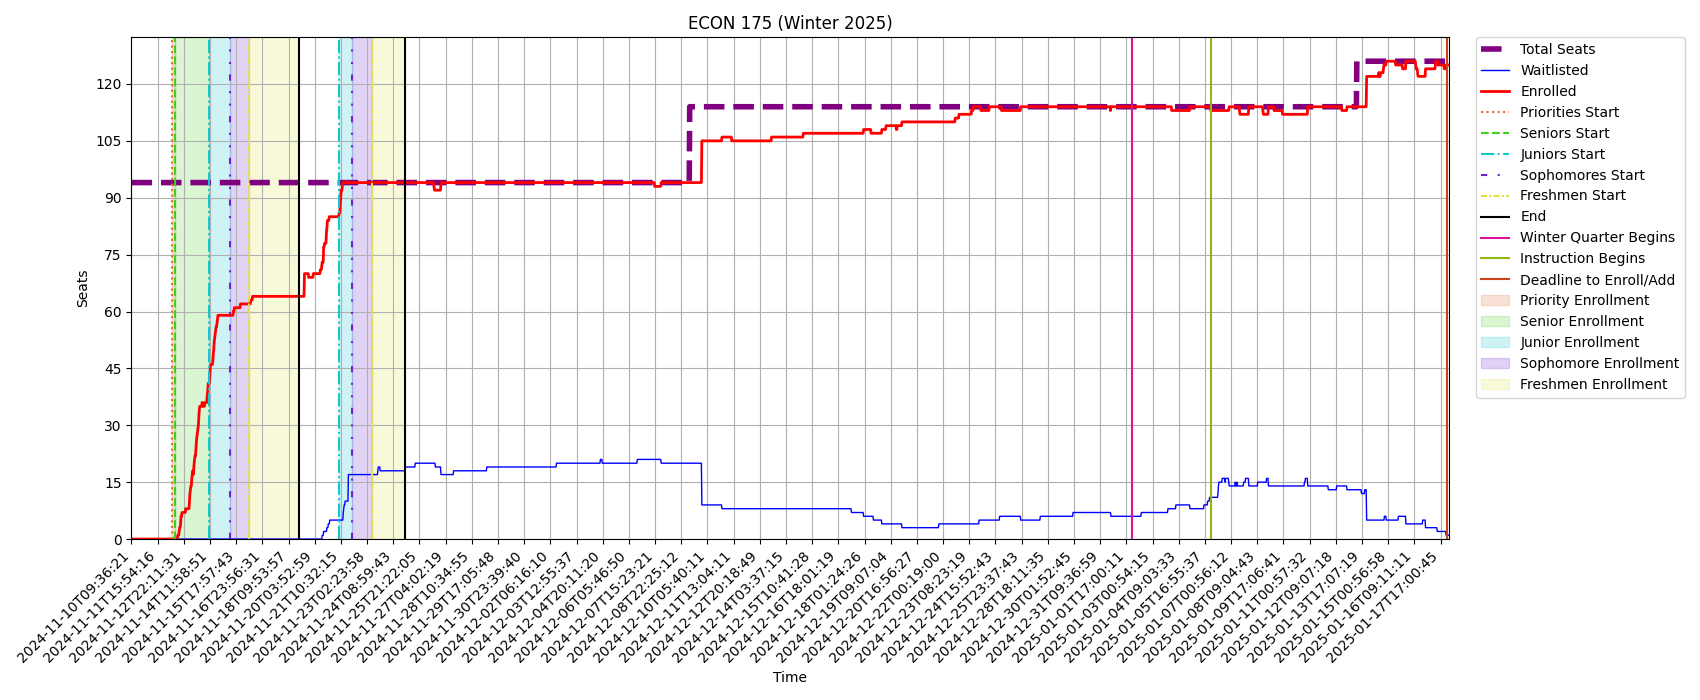 ECON 175 (Winter 2025)
Seats
120
105
90
75
60
45
30
15
0
2024-11-10T09:36:21
2024-11-11T15:54:16
2024-11-12T22:11:31
2024-11-14T11:58:51
2024-11-15T17:57:43
2024-11-16T23:56:31
2024-11-18T09:53:57
2024-11-20T03:52:59
2024-11-21T10:32:15
2024-11-23T02:23:58
2024-11-24T08:59:43
2024-11-25T21:22:05
2024-11-27T04:02:19
2024-11-28T10:34:55
2024-11-29T17:05:48
2024-11-30T23:39:40
2024-12-02T06:16:10
2024-12-03T12:55:37
2024-12-04T20:11:20
2024-12-06T05:46:50
2024-12-07T15:23:21
2024-12-08T22:25:12
2024-12-10T05:40:11
2024-12-11T13:04:11
2024-12-12T20:18:49
2024-12-14T03:37:15
2024-12-15T10:41:28
2024-12-16T18:01:19
2024-12-18T01:24:26
2024-12-19T09:07:04
2024-12-20T16:56:27
2024-12-22T00:19:00
2024-12-23T08:23:19
2024-12-24T15:52:43
2024-12-25T23:37:43
2024-12-28T18:11:35
2024-12-30T01:52:45
2024-12-31T09:36:59
2025-01-01T17:00:11
2025-01-03T00:54:15
2025-01-04T09:03:33
2025-01-05T16:55:37
2025-01-07T00:56:12
2025-01-08T09:04:43
2025-01-09T17:06:41
2025-01-11T00:57:32
2025-01-12T09:07:18
2025-01-13T17:07:19
2025-01-15T00:56:58
2025-01-16T09:11:11
2025-01-17T17:00:45
Time
Total Seats
Waitlisted
Enrolled
Priorities Start
Seniors Start
Juniors Start
Sophomores Start
Freshmen Start
End
Winter Quarter Begins
Instruction Begins
Deadline to Enroll/Add
Priority Enrollment
Senior Enrollment
Junior Enrollment
Sophomore Enrollment
Freshmen Enrollment